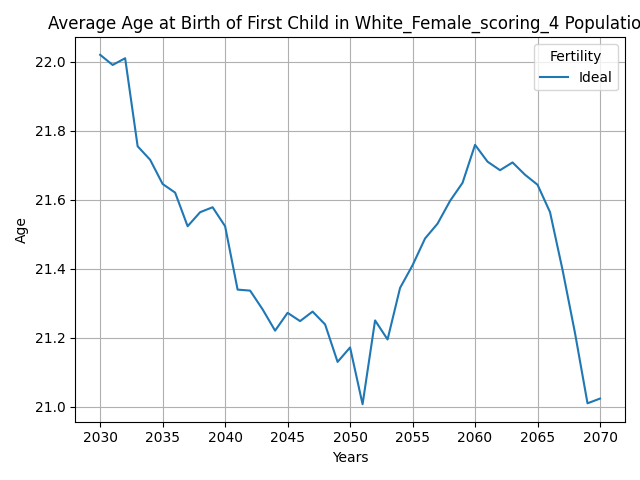 Average Age at Birth of First Child in White_Female_scoring_4 Populatio
Fertility
Ideal
22.0
21.8
21.6
21.4
21.2
21.0
Age
2030 2035 2040 2045 2050 2055 2060 2065 2070
Years